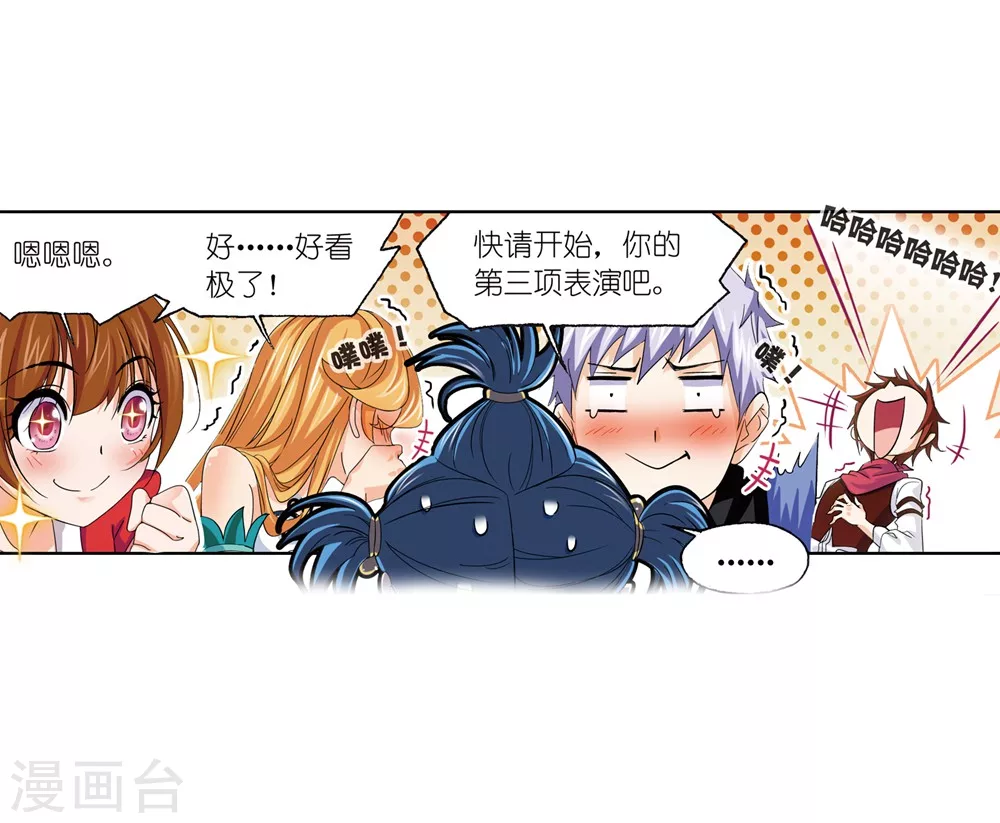 嗯嗯嗯。
好……好看
极了！
快请开始，你的
第三项表演吧。
噗噗！
噗！
哈哈哈哈哈哈！
……
漫画台